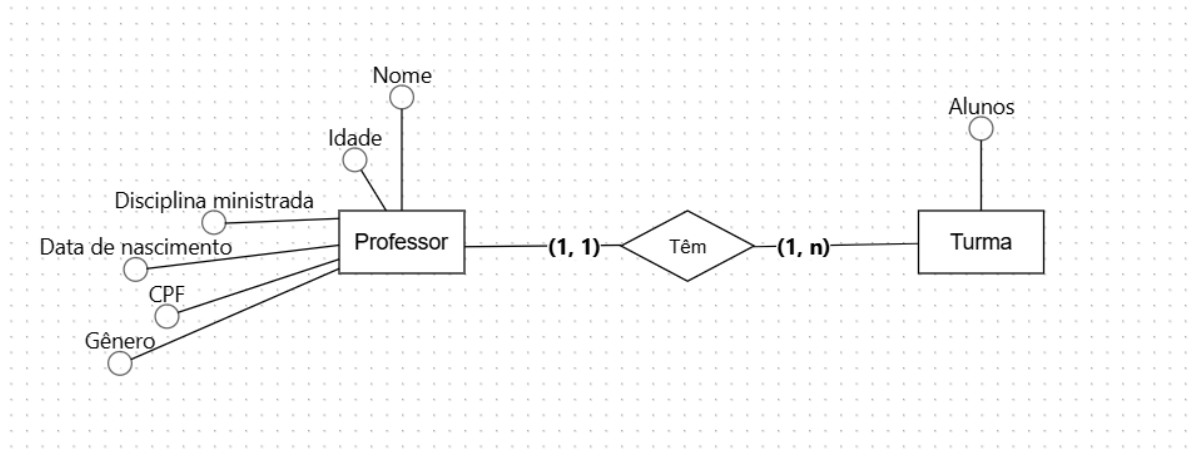 Nome
Alunos
Idade
Disciplina ministrada
Data de nascimento
Professor
(1, 1)
Têm
(1, n)
Turma
CPF
Gênero